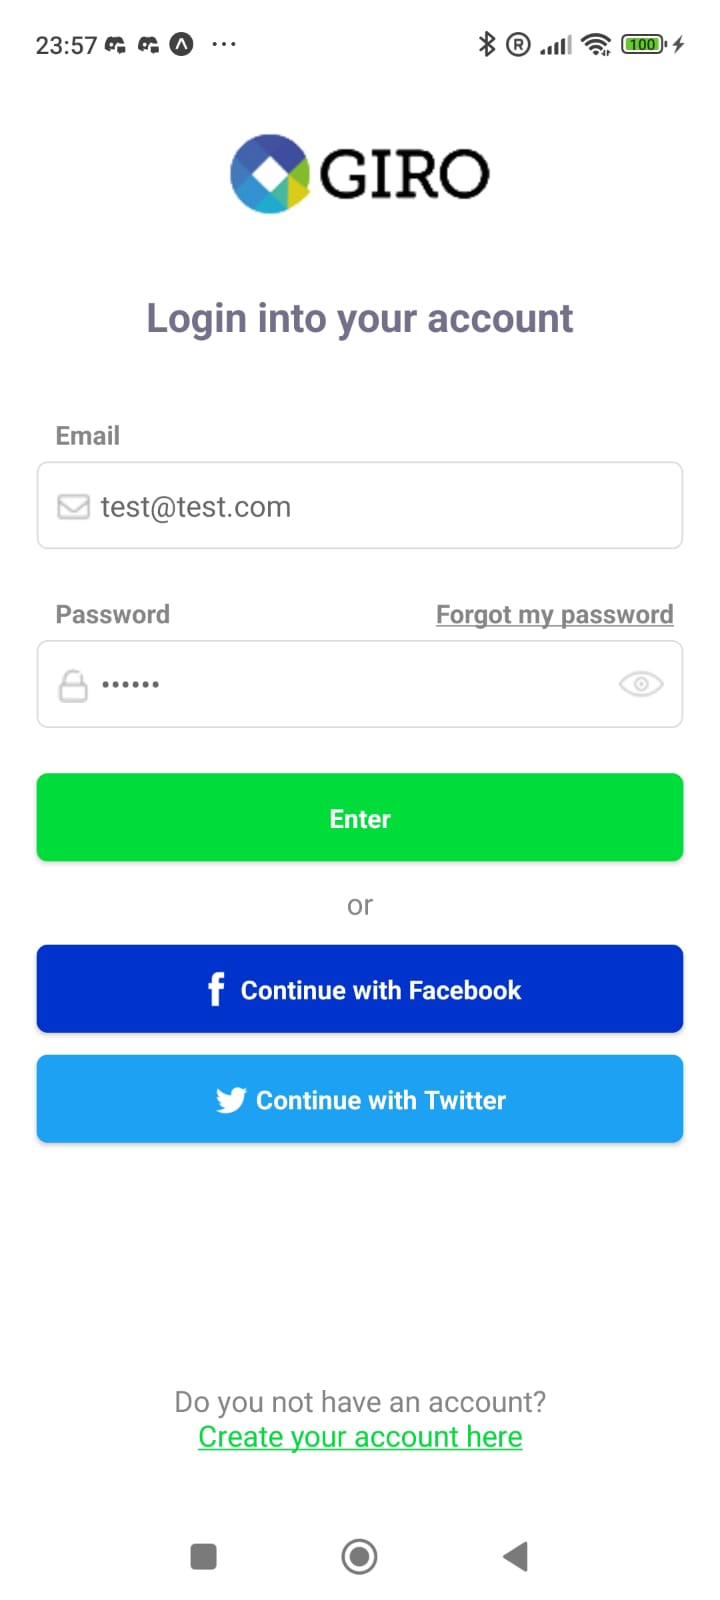 23:57 ... 100
GIRO
Login into your account
Email
test@test.com
Password Forgot my password
••••••
Enter
or
Continue with Facebook
Continue with Twitter
Do you not have an account?
Create your account here